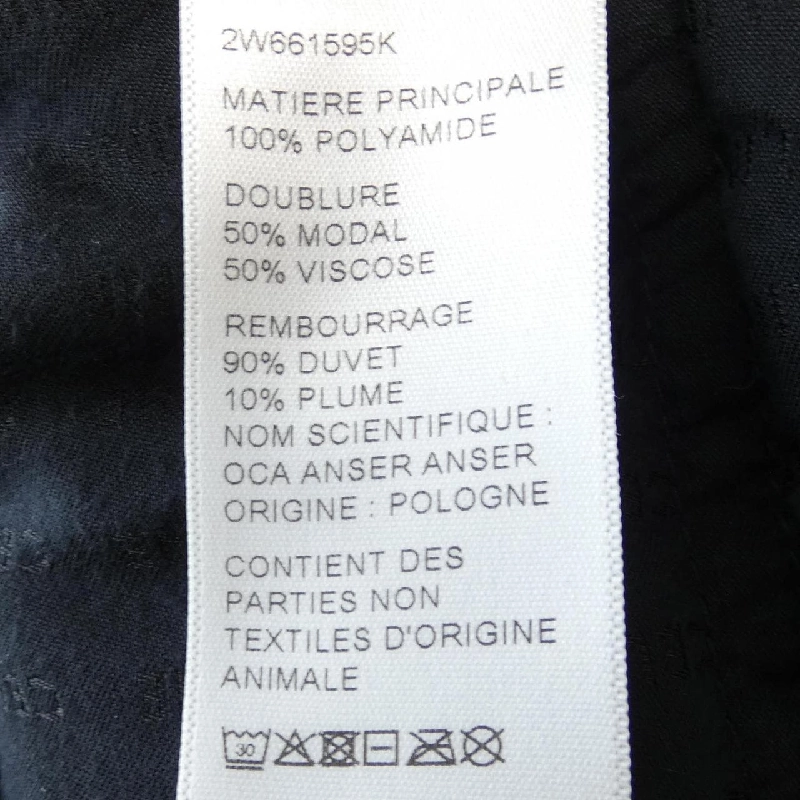 2W661595K
MATIERE PRINCIPALE
100% POLYAMIDE
DOUBLURE
50% MODAL
50% VISCOSE
REMBOURRAGE
90% DUVET
10% PLUME
NOM SCIENTIFIQUE :
OCA ANSER ANSER
ORIGINE : POLOGNE
CONTIENT DES
PARTIES NON
TEXTILES D'ORIGINE
ANIMALE
30